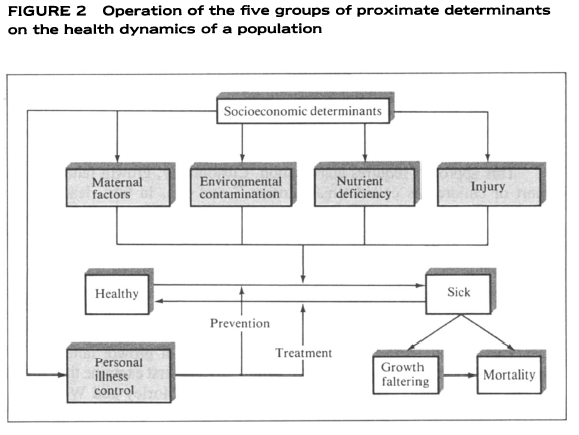 FIGURE 2 Operation of the five groups of proximate determinants
on the health dynamics of a population
Socioeconomic determinants
Maternal
factors
Environmental
contamination
Nutrient
deficiency
Injury
Healthy
Sick
Prevention
Treatment
Personal
illness
control
Growth
faltering
Mortality